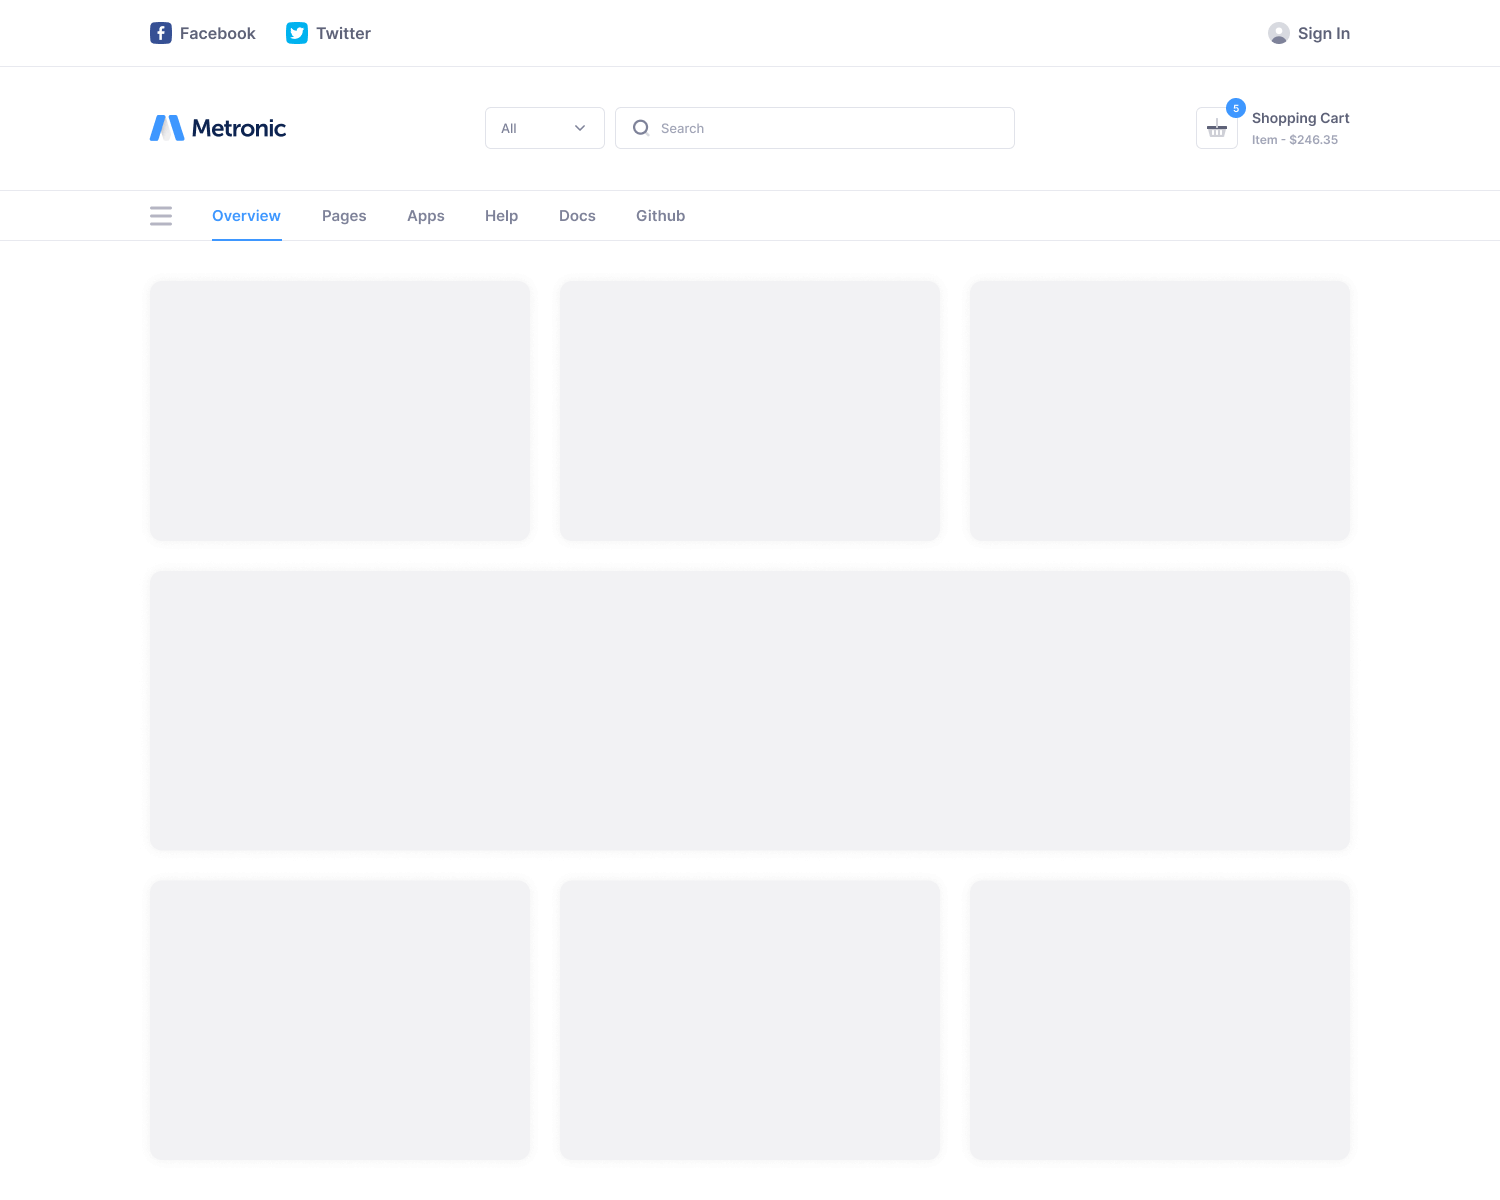 Facebook
Twitter
Sign In
Metronic
All
Search
5
Shopping Cart
Item - $246.35
Overview
Pages
Apps
Help
Docs
Github